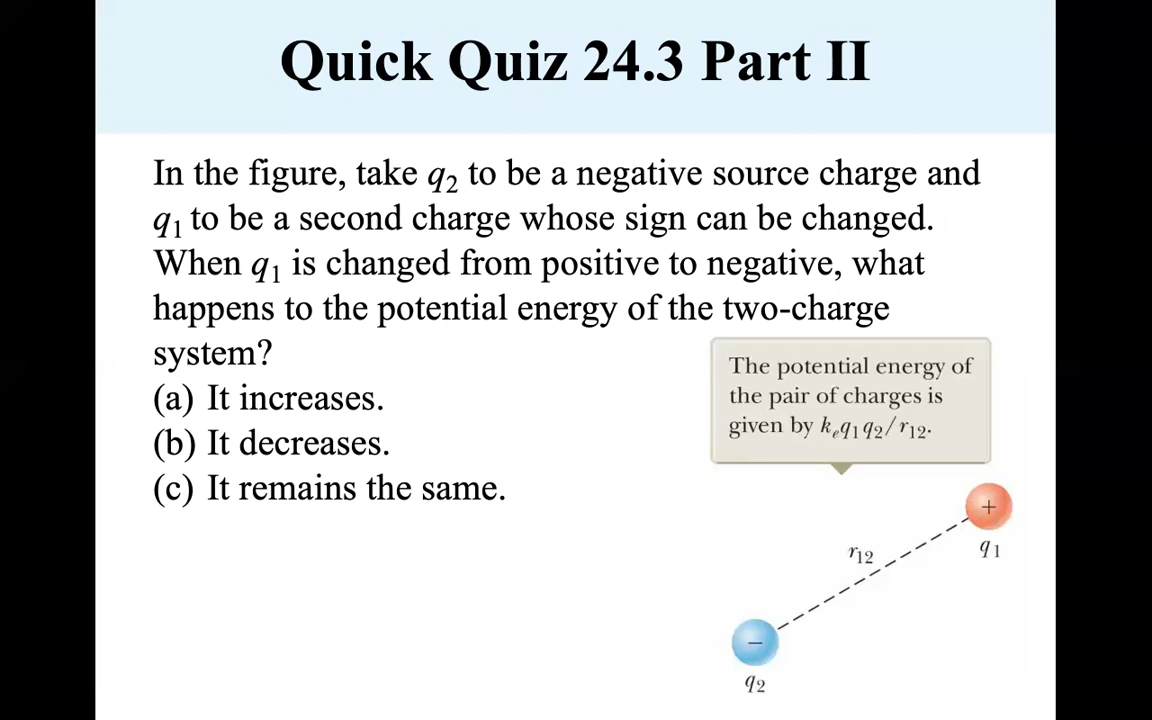 Quick Quiz 24.3 Part II
In the figure, take q₂ to be a negative source charge and
q₁ to be a second charge whose sign can be changed.
When q₁ is changed from positive to negative, what
happens to the potential energy of the two-charge
system?
(a) It increases.
(b) It decreases.
(c) It remains the same.
The potential energy of
the pair of charges is
given by kₑq₁q₂/r₁₂.
+
q₁
r₁₂
−
q₂